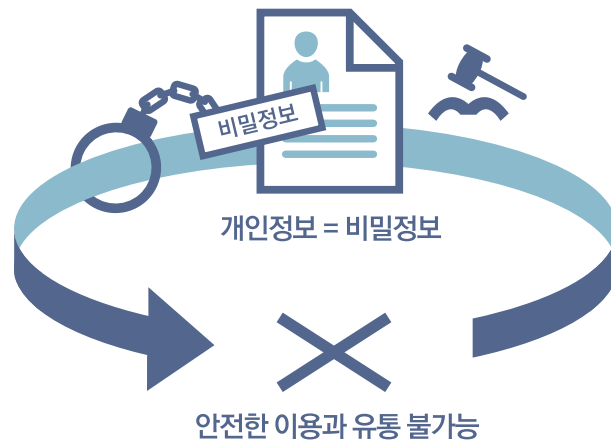 비밀정보
개인정보 = 비밀정보
안전한 이용과 유통 불가능